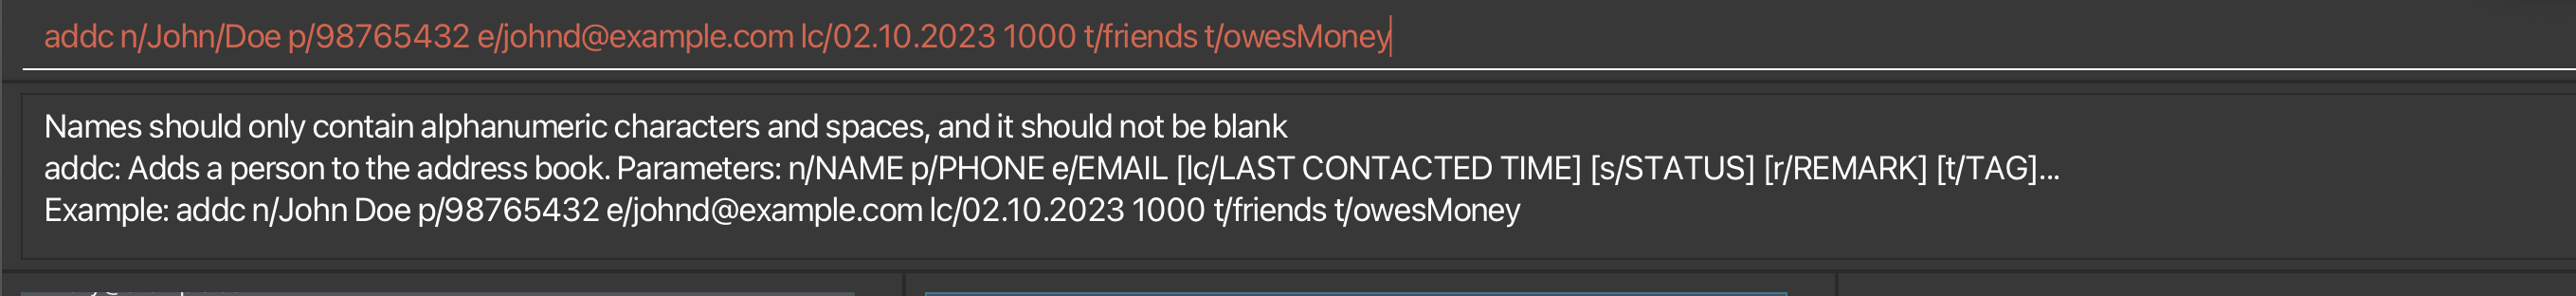 addc n/John/Doe p/98765432 e/johnd@example.com lc/02.10.2023 1000 t/friends t/owesMoney
Names should only contain alphanumeric characters and spaces, and it should not be blank
addc: Adds a person to the address book. Parameters: n/NAME p/PHONE e/EMAIL [lc/LAST CONTACTED TIME] [s/STATUS] [r/REMARK] [t/TAG]...
Example: addc n/John Doe p/98765432 e/johnd@example.com lc/02.10.2023 1000 t/friends t/owesMoney